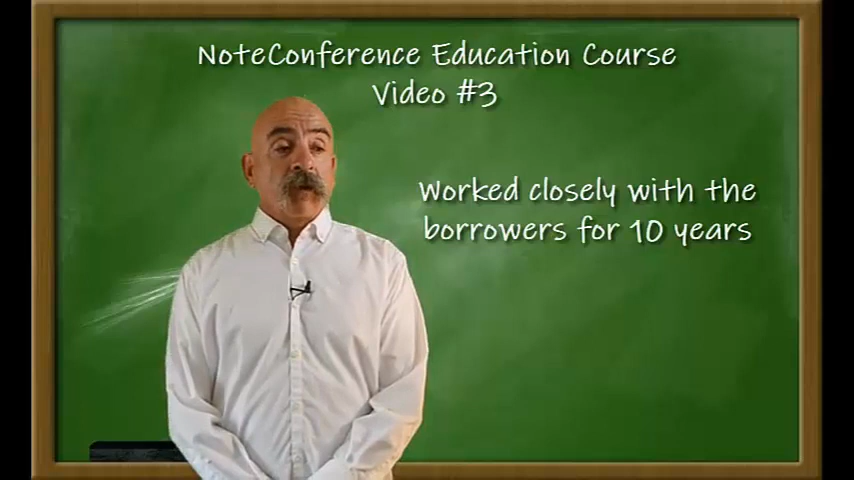 NoteConference Education Course
Video #3
Worked closely with the
borrowers for 10 years